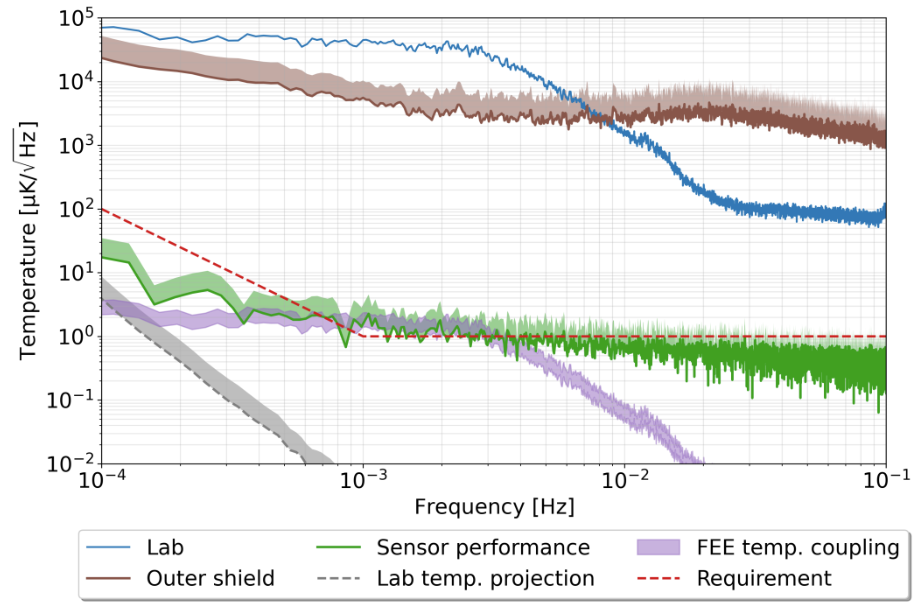 10^5
10^4
10^3
10^2
10^1
10^0
10^-1
10^-2
Temperature [µK/√Hz]
10^-4
10^-3
10^-2
10^-1
Frequency [Hz]
Lab
Sensor performance
FEE temp. coupling
Outer shield
Lab temp. projection
Requirement